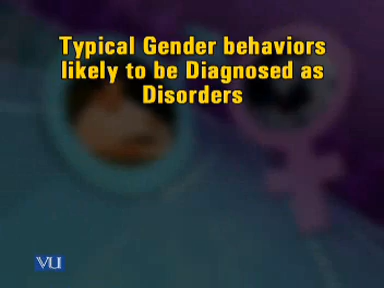 Typical Gender behaviors
likely to be Diagnosed as
Disorders
VU